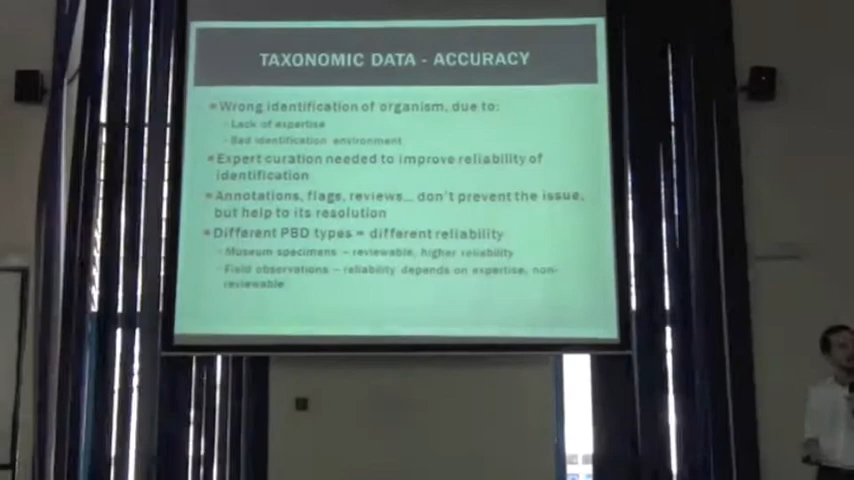 TAXONOMIC DATA - ACCURACY
Wrong identification of organism, due to:
- Lack of expertise
- Bad identification environment
Expert curation needed to improve reliability of
identification
Annotations, flags, reviews... don't prevent the issue,
but help to its resolution
Different PBD types = different reliability
- Museum specimens – reviewable, higher reliability
- Field observations – reliability depends on expertise, non-
reviewable